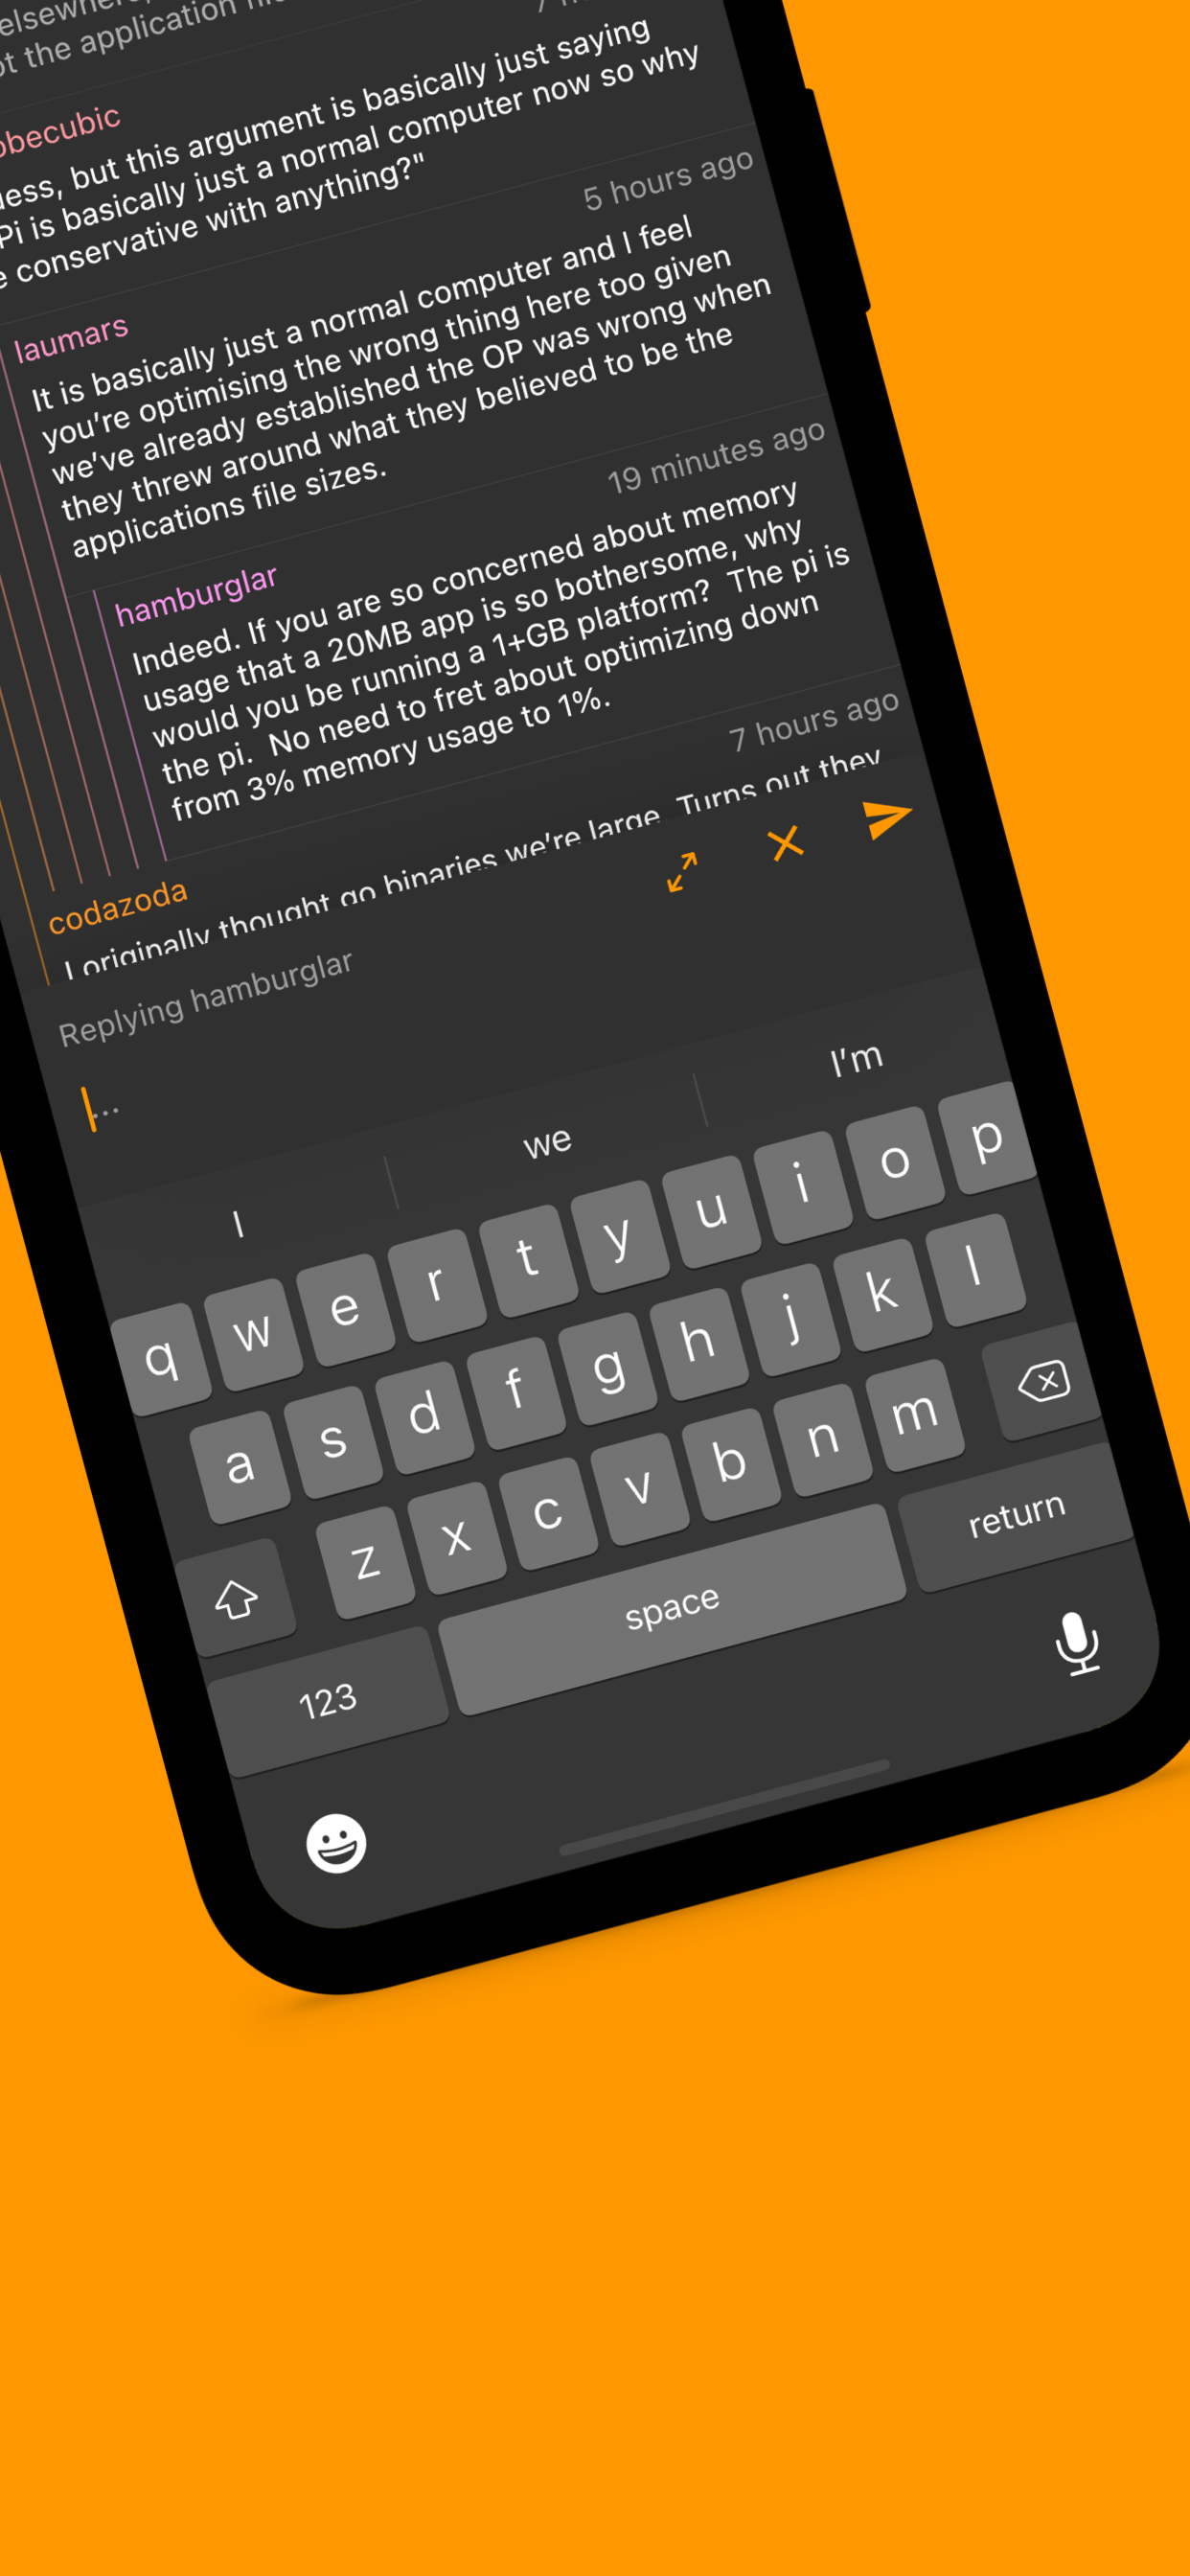 elsewhere,
the application
7
obecubic
but this argument is basically just saying
Pi is basically just a normal computer now so why
conservative with anything?"
5 hours ago
laumars
It is basically just a normal computer and I feel
you're optimising the wrong thing here too given
we've already established the OP was wrong when
they threw around what they believed to be the
applications file sizes.
19 minutes ago
hamburglar
Indeed. If you are so concerned about memory
usage that a 20MB app is so bothersome, why
would you be running a 1+GB platform? The pi is
the pi. No need to fret about optimizing down
from 3% memory usage to 1%.
7 hours ago
codazoda
I originally thought go binaries we're large. Turns out they
Replying hamburglar
...
I we I'm
q w e r t y u i o p
a s d f g h j k l
z x c v b n m
123 space return